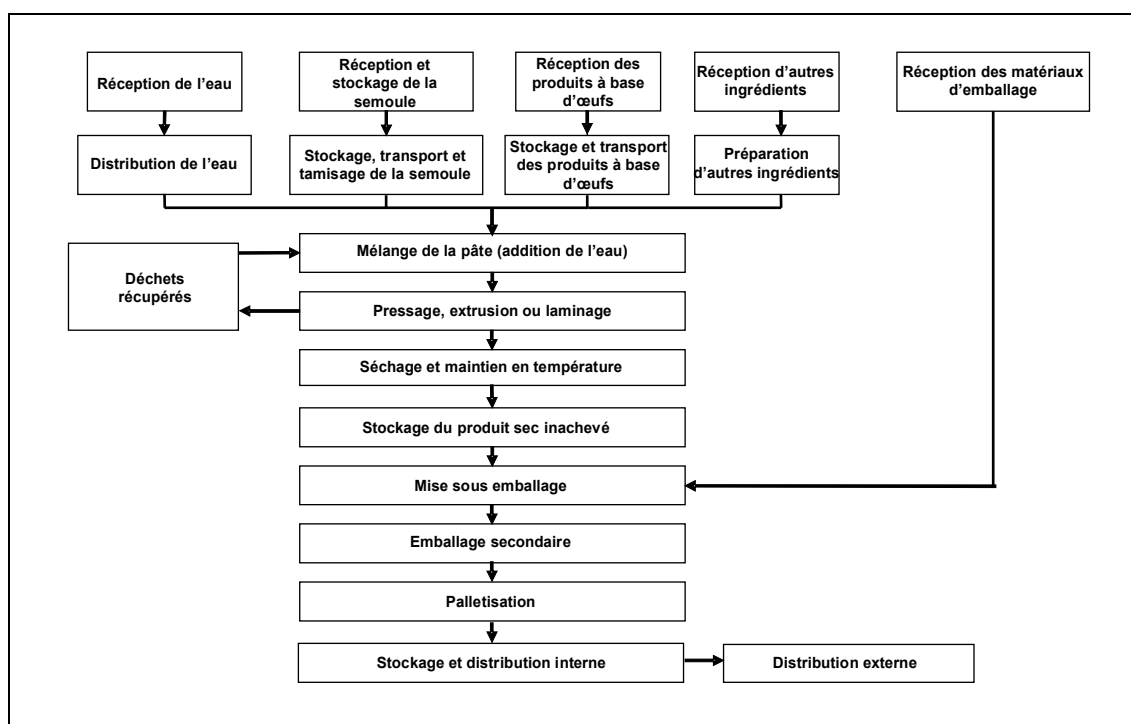 Réception de l’eau
Réception et
stockage de la
semoule
Réception des
produits à base
d’œufs
Réception d’autres
ingrédients
Réception des matériaux
d’emballage
Distribution de l’eau
Stockage, transport et
tamisage de la semoule
Stockage et transport
des produits à base
d’œufs
Préparation
d’autres ingrédients
Mélange de la pâte (addition de l’eau)
Déchets
récupérés
Pressage, extrusion ou laminage
Séchage et maintien en température
Stockage du produit sec inachevé
Mise sous emballage
Emballage secondaire
Palletisation
Stockage et distribution interne
Distribution externe